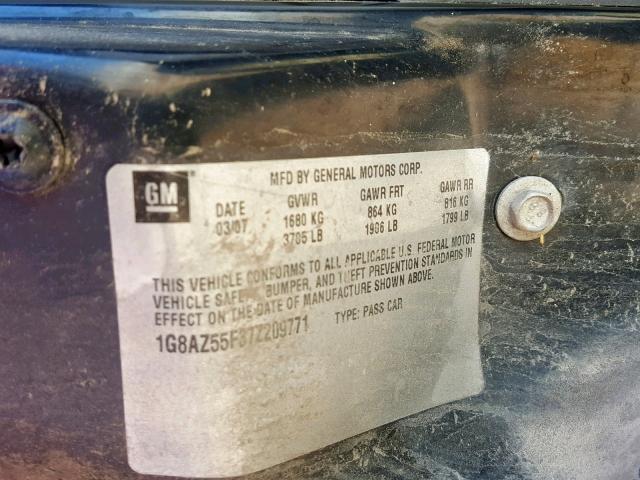 MFD BY GENERAL MOTORS CORP.
GM
DATE GVWR GAWR FRT GAWR RR
03/07 1680 KG 864 KG 816 KG
3705 LB 1906 LB 1799 LB
THIS VEHICLE CONFORMS TO ALL APPLICABLE U.S. FEDERAL MOTOR
VEHICLE SAFE BUMPER, AND THEFT PREVENTION STANDARDS IN
EFFECT ON THE DATE OF MANUFACTURE SHOWN ABOVE.
1G8AZ55F37Z209771 TYPE: PASS CAR